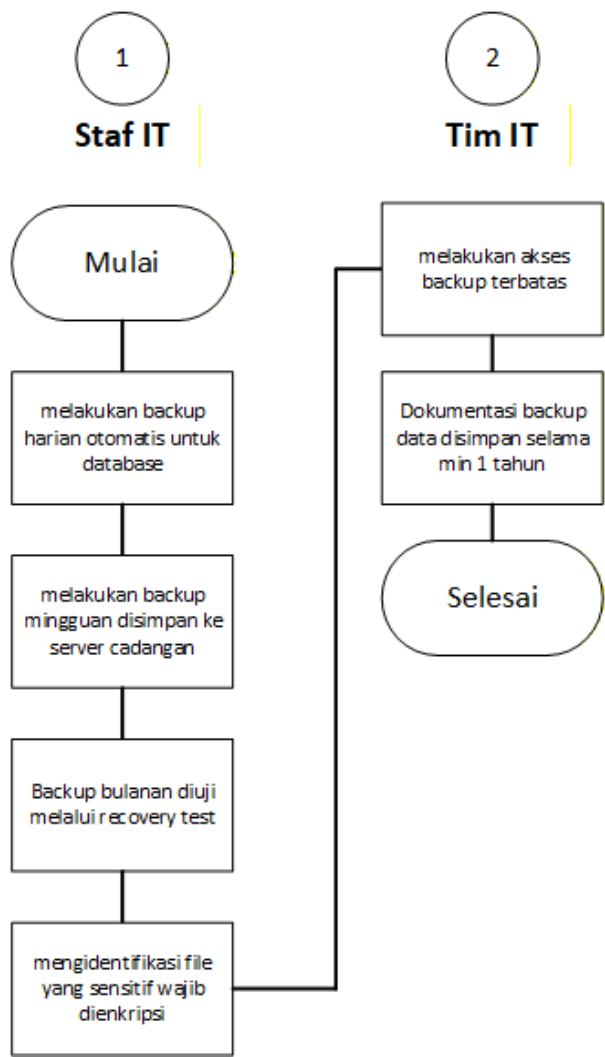 1
Staf IT
Mulai
melakukan backup
harian otomatis untuk
database
melakukan backup
mingguan disimpan ke
server cadangan
Backup bulanan diuji
melalui recovery test
mengidentifikasi file
yang sensitif wajib
dienkripsi
2
Tim IT
melakukan akses
backup terbatas
Dokumentasi backup
data disimpan selama
min 1 tahun
Selesai